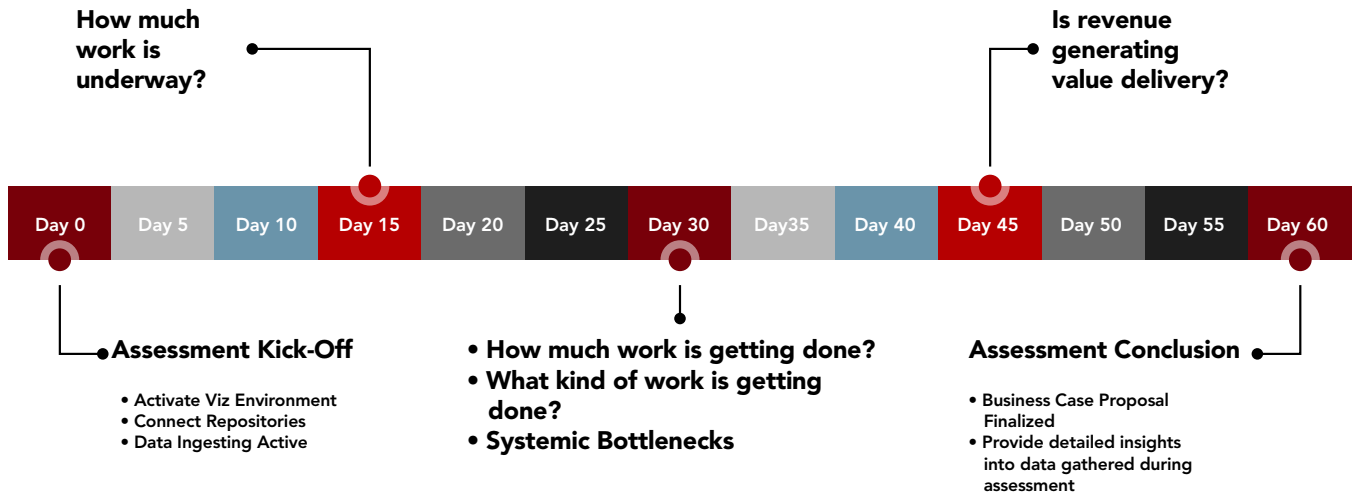 How much
work is
underway?
Is revenue
generating
value delivery?
Day 0
Day 5
Day 10
Day 15
Day 20
Day 25
Day 30
Day35
Day 40
Day 45
Day 50
Day 55
Day 60
Assessment Kick-Off
• Activate Viz Environment
• Connect Repositories
• Data Ingesting Active
• How much work is getting done?
• What kind of work is getting
done?
• Systemic Bottlenecks
Assessment Conclusion
• Business Case Proposal
Finalized
• Provide detailed insights
into data gathered during
assessment